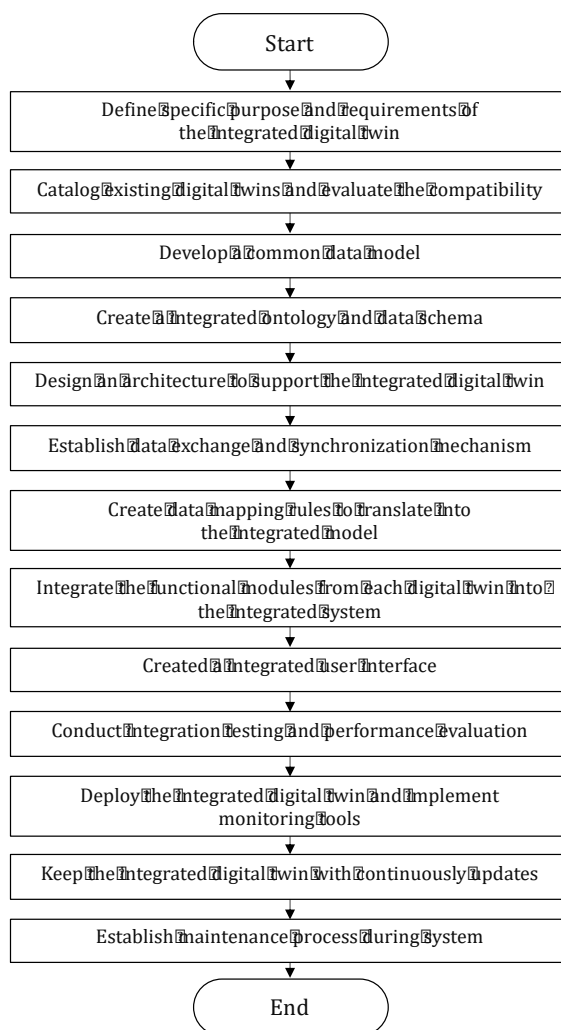 Start
Define specific purpose and requirements of
the integrated digital twin
Catalog existing digital twins and evaluate the compatibility
Develop a common data model
Create a integrated ontology and data schema
Design an architecture to support the integrated digital twin
Establish data exchange and synchronization mechanism
Create data mapping rules to translate into
the integrated model
Integrate the functional modules from each digital twin into
the integrated system
Created a integrated user interface
Conduct integration testing and performance evaluation
Deploy the integrated digital twin and implement
monitoring tools
Keep the integrated digital twin with continuously updates
Establish maintenance process during system
End